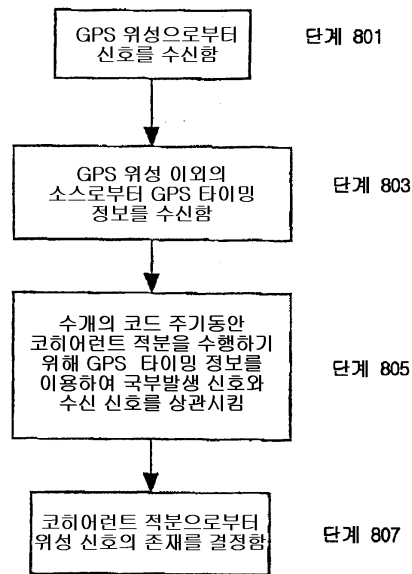 GPS 위성으로부터
신호를 수신함
단계 801
GPS 위성 이외의
소스로부터 GPS 타이밍
정보를 수신함
단계 803
수개의 코드 주기동안
코히어런트 적분을 수행하기
위해 GPS 타이밍 정보를
이용하여 국부발생 신호와
수신 신호를 상관시킴
단계 805
코히어런트 적분으로부터
위성 신호의 존재를 결정함
단계 807